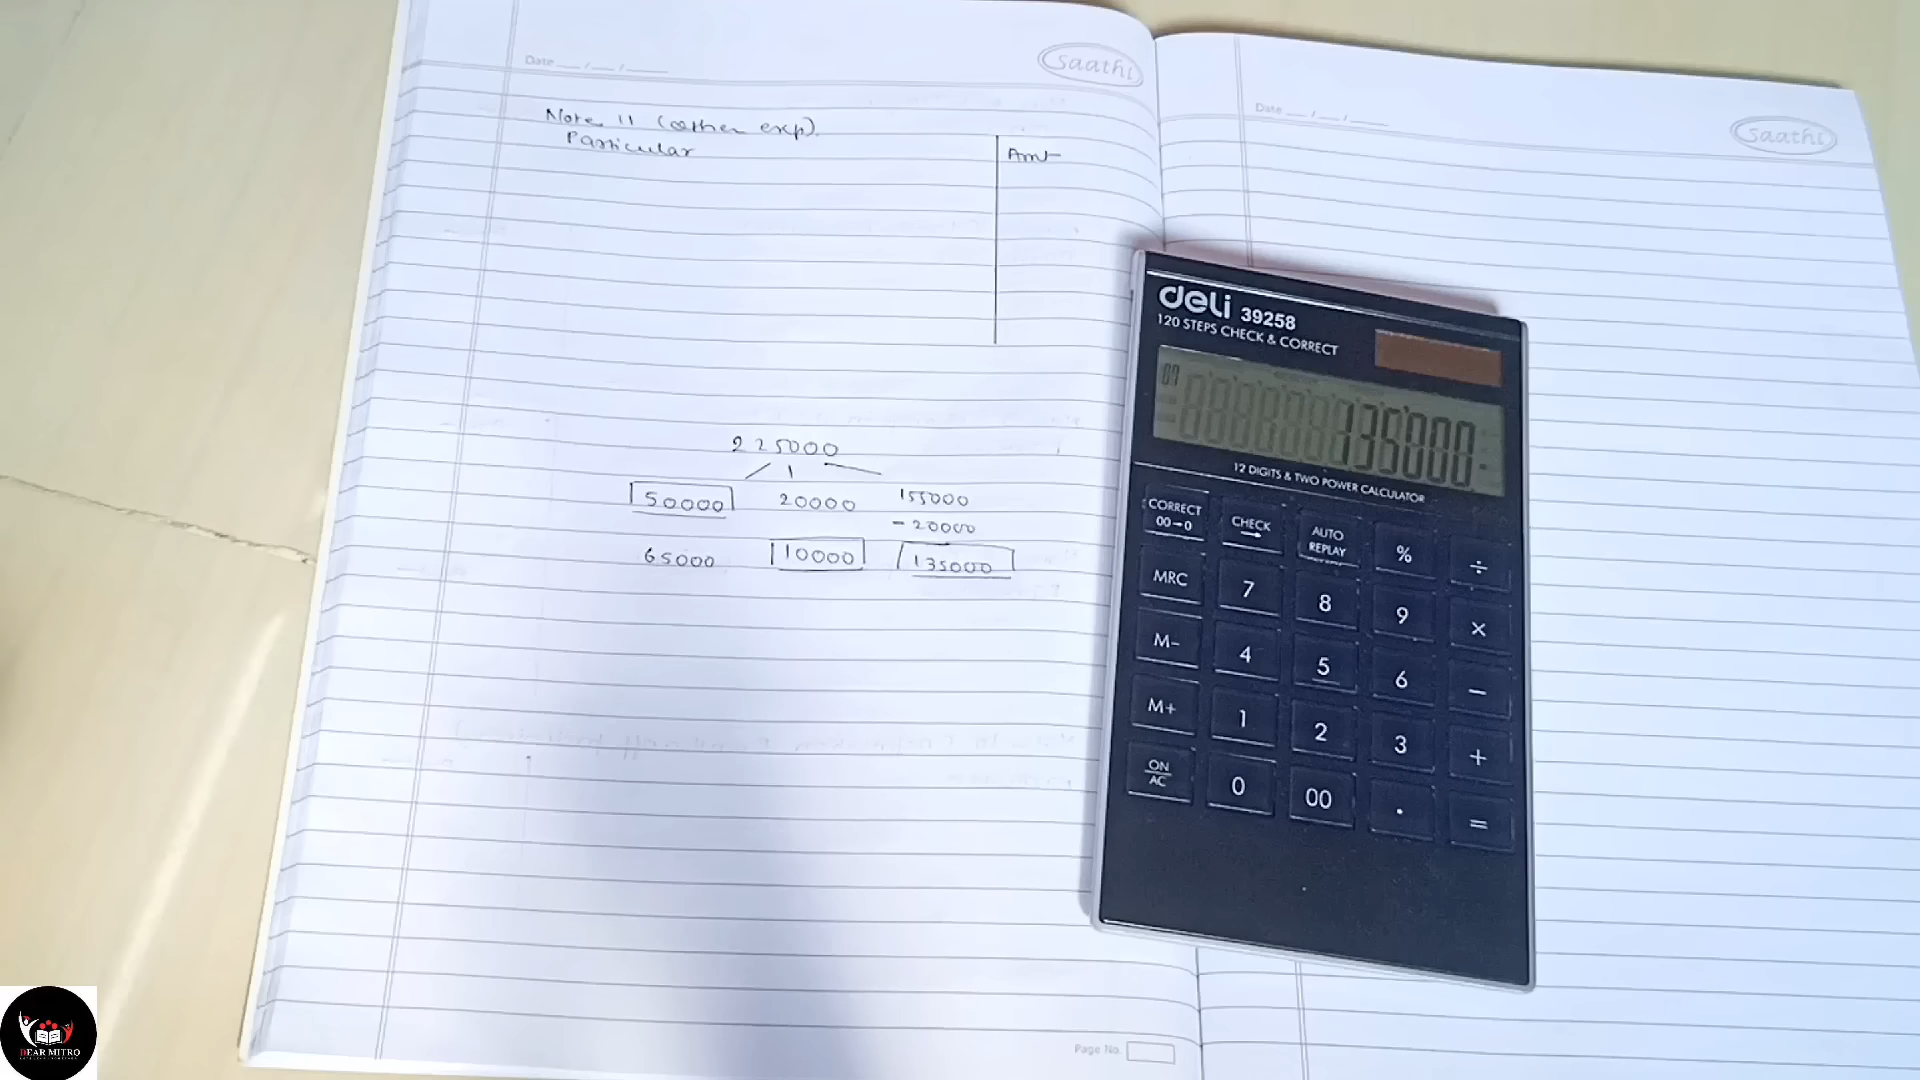 Date __/__/____
saathi
Note 11 (other exp).
Particular
Amt
225000
50000 20000 155000
-20000
65000 10000 135000
Page No.
Date __/__/____
saathi
deli 39258
120 STEPS CHECK & CORRECT
GT
135000
12 DIGITS & TWO POWER CALCULATOR
CORRECT 00→0 CHECK → AUTO REPLAY % ÷
MRC 7 8 9 ×
M- 4 5 6 −
M+ 1 2 3 +
ON/AC 0 00 . =
DEAR MITRO